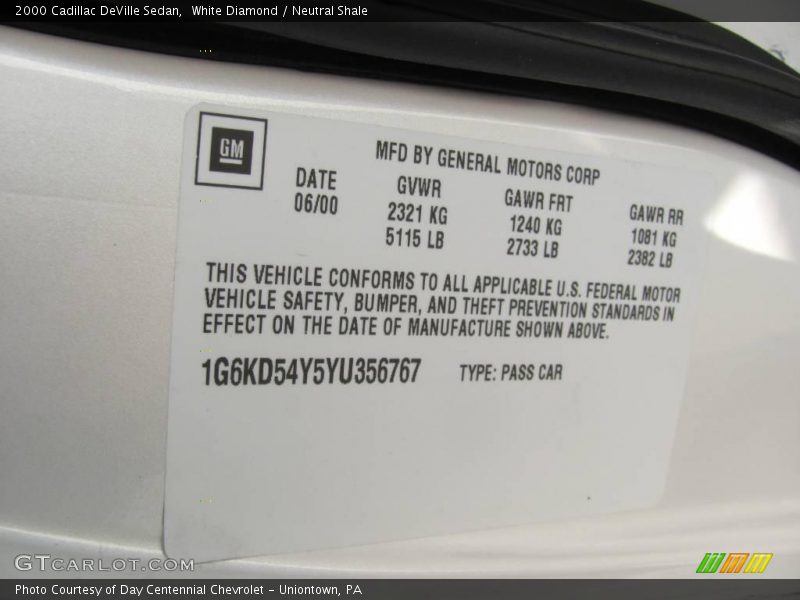 2000 Cadillac DeVille Sedan,  White Diamond / Neutral Shale
GM
MFD BY GENERAL MOTORS CORP
DATE GVWR GAWR FRT GAWR RR
06/00 2321 KG 1240 KG 1081 KG
5115 LB 2733 LB 2382 LB
THIS VEHICLE CONFORMS TO ALL APPLICABLE U.S. FEDERAL MOTOR
VEHICLE SAFETY, BUMPER, AND THEFT PREVENTION STANDARDS IN
EFFECT ON THE DATE OF MANUFACTURE SHOWN ABOVE.
1G6KD54Y5YU356767 TYPE: PASS CAR
GTCARLOT.COM
Photo Courtesy of Day Centennial Chevrolet - Uniontown, PA